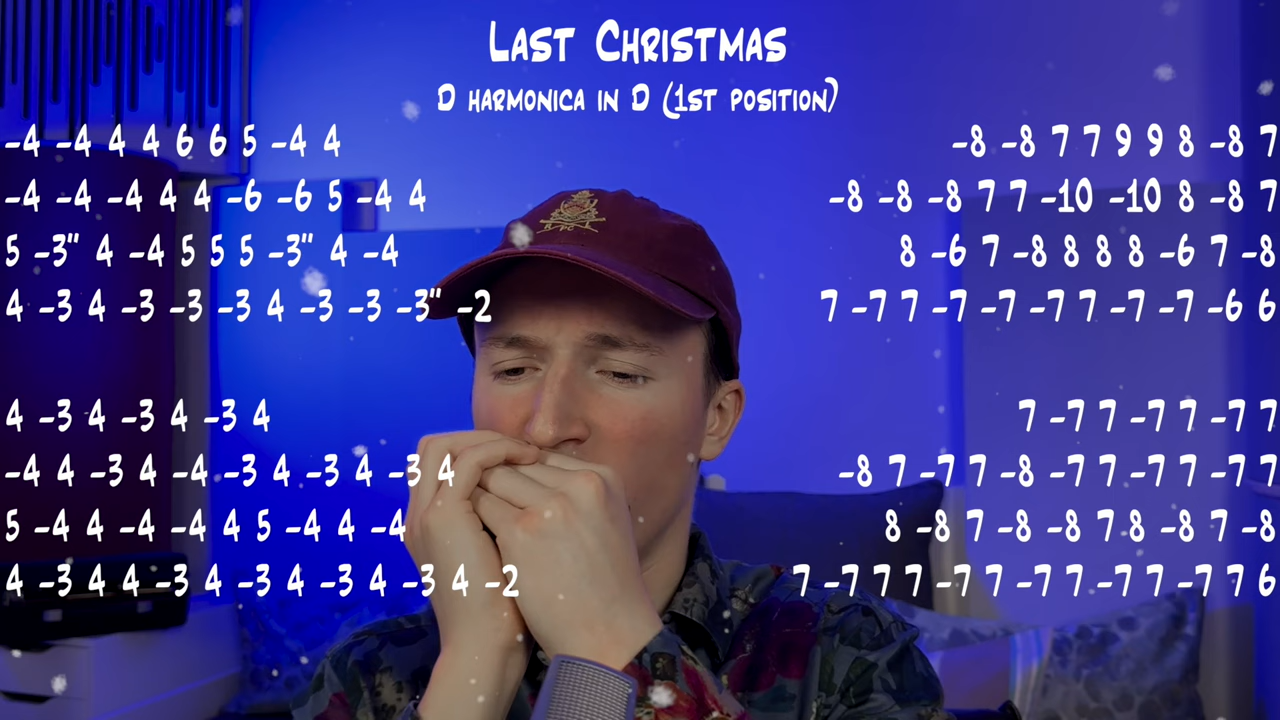 Last Christmas
D harmonica in D (1st position)
-4 -4 4 4 6 6 5 -4 4
-4 -4 -4 4 4 -6 -6 5 -4 4
5 -3" 4 -4 5 5 5 -3" 4 -4
4 -3 4 -3 -3 -3 4 -3 -3 -3" -2
4 -3 4 -3 4 -3 4
-4 4 -3 4 -4 -3 4 -3 4 -3 4
5 -4 4 -4 -4 4 5 -4 4 -4
4 -3 4 4 -3 4 -3 4 -3 4 -3 4 -2
-8 -8 7 7 9 9 8 -8 7
-8 -8 -8 7 7 -10 -10 8 -8 7
8 -6 7 -8 8 8 8 -6 7 -8
7 -7 7 -7 -7 -7 7 -7 -7 -6 6
7 -7 7 -7 7 -7 7
-8 7 -7 7 -8 -7 7 -7 7 -7 7
8 -8 7 -8 -8 7 8 -8 7 -8
7 -7 7 7 -7 7 -7 7 -7 7 -7 7 6